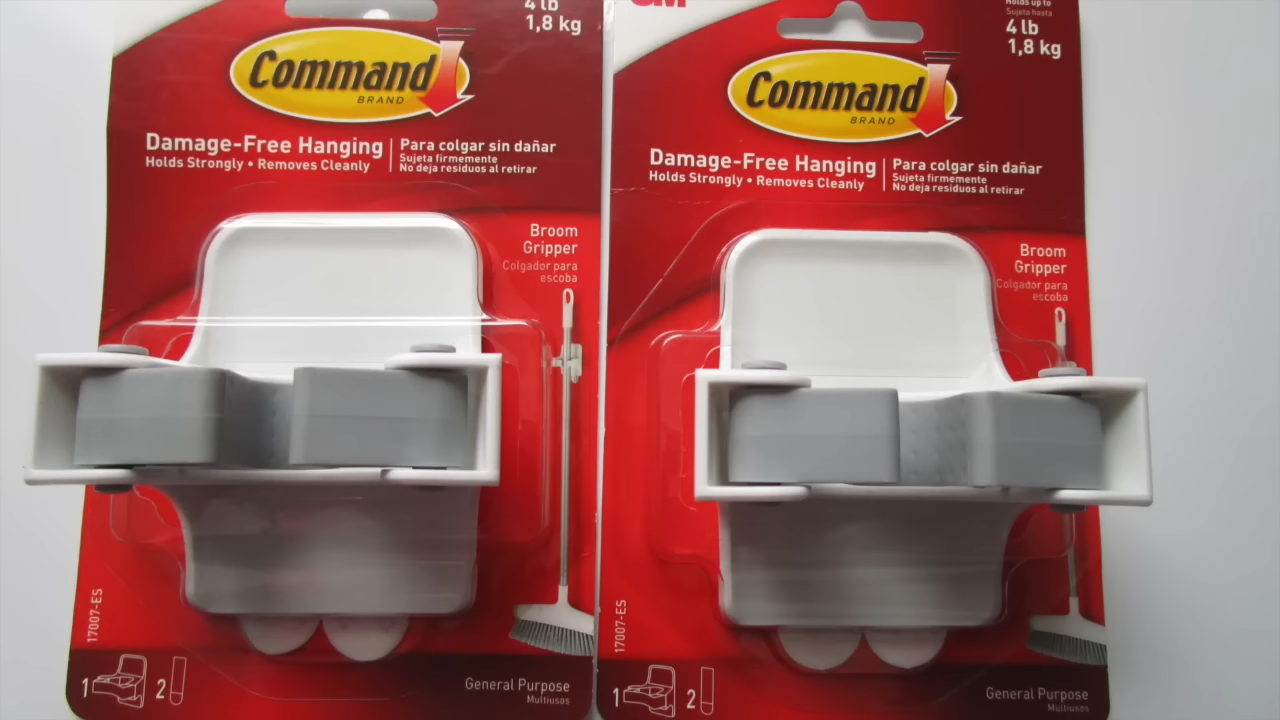 4 lb
1,8 kg
Command
BRAND
Damage-Free Hanging
Holds Strongly • Removes Cleanly
Para colgar sin dañar
Sujeta firmemente
No deja residuos al retirar
Broom
Gripper
Colgador para
escoba
17007-ES
1 2
General Purpose
Multiusos
3M
Holds up to
Sujeta hasta
4 lb
1,8 kg
Command
BRAND
Damage-Free Hanging
Holds Strongly • Removes Cleanly
Para colgar sin dañar
Sujeta firmemente
No deja residuos al retirar
Broom
Gripper
Colgador para
escoba
17007-ES
1 2
General Purpose
Multiusos